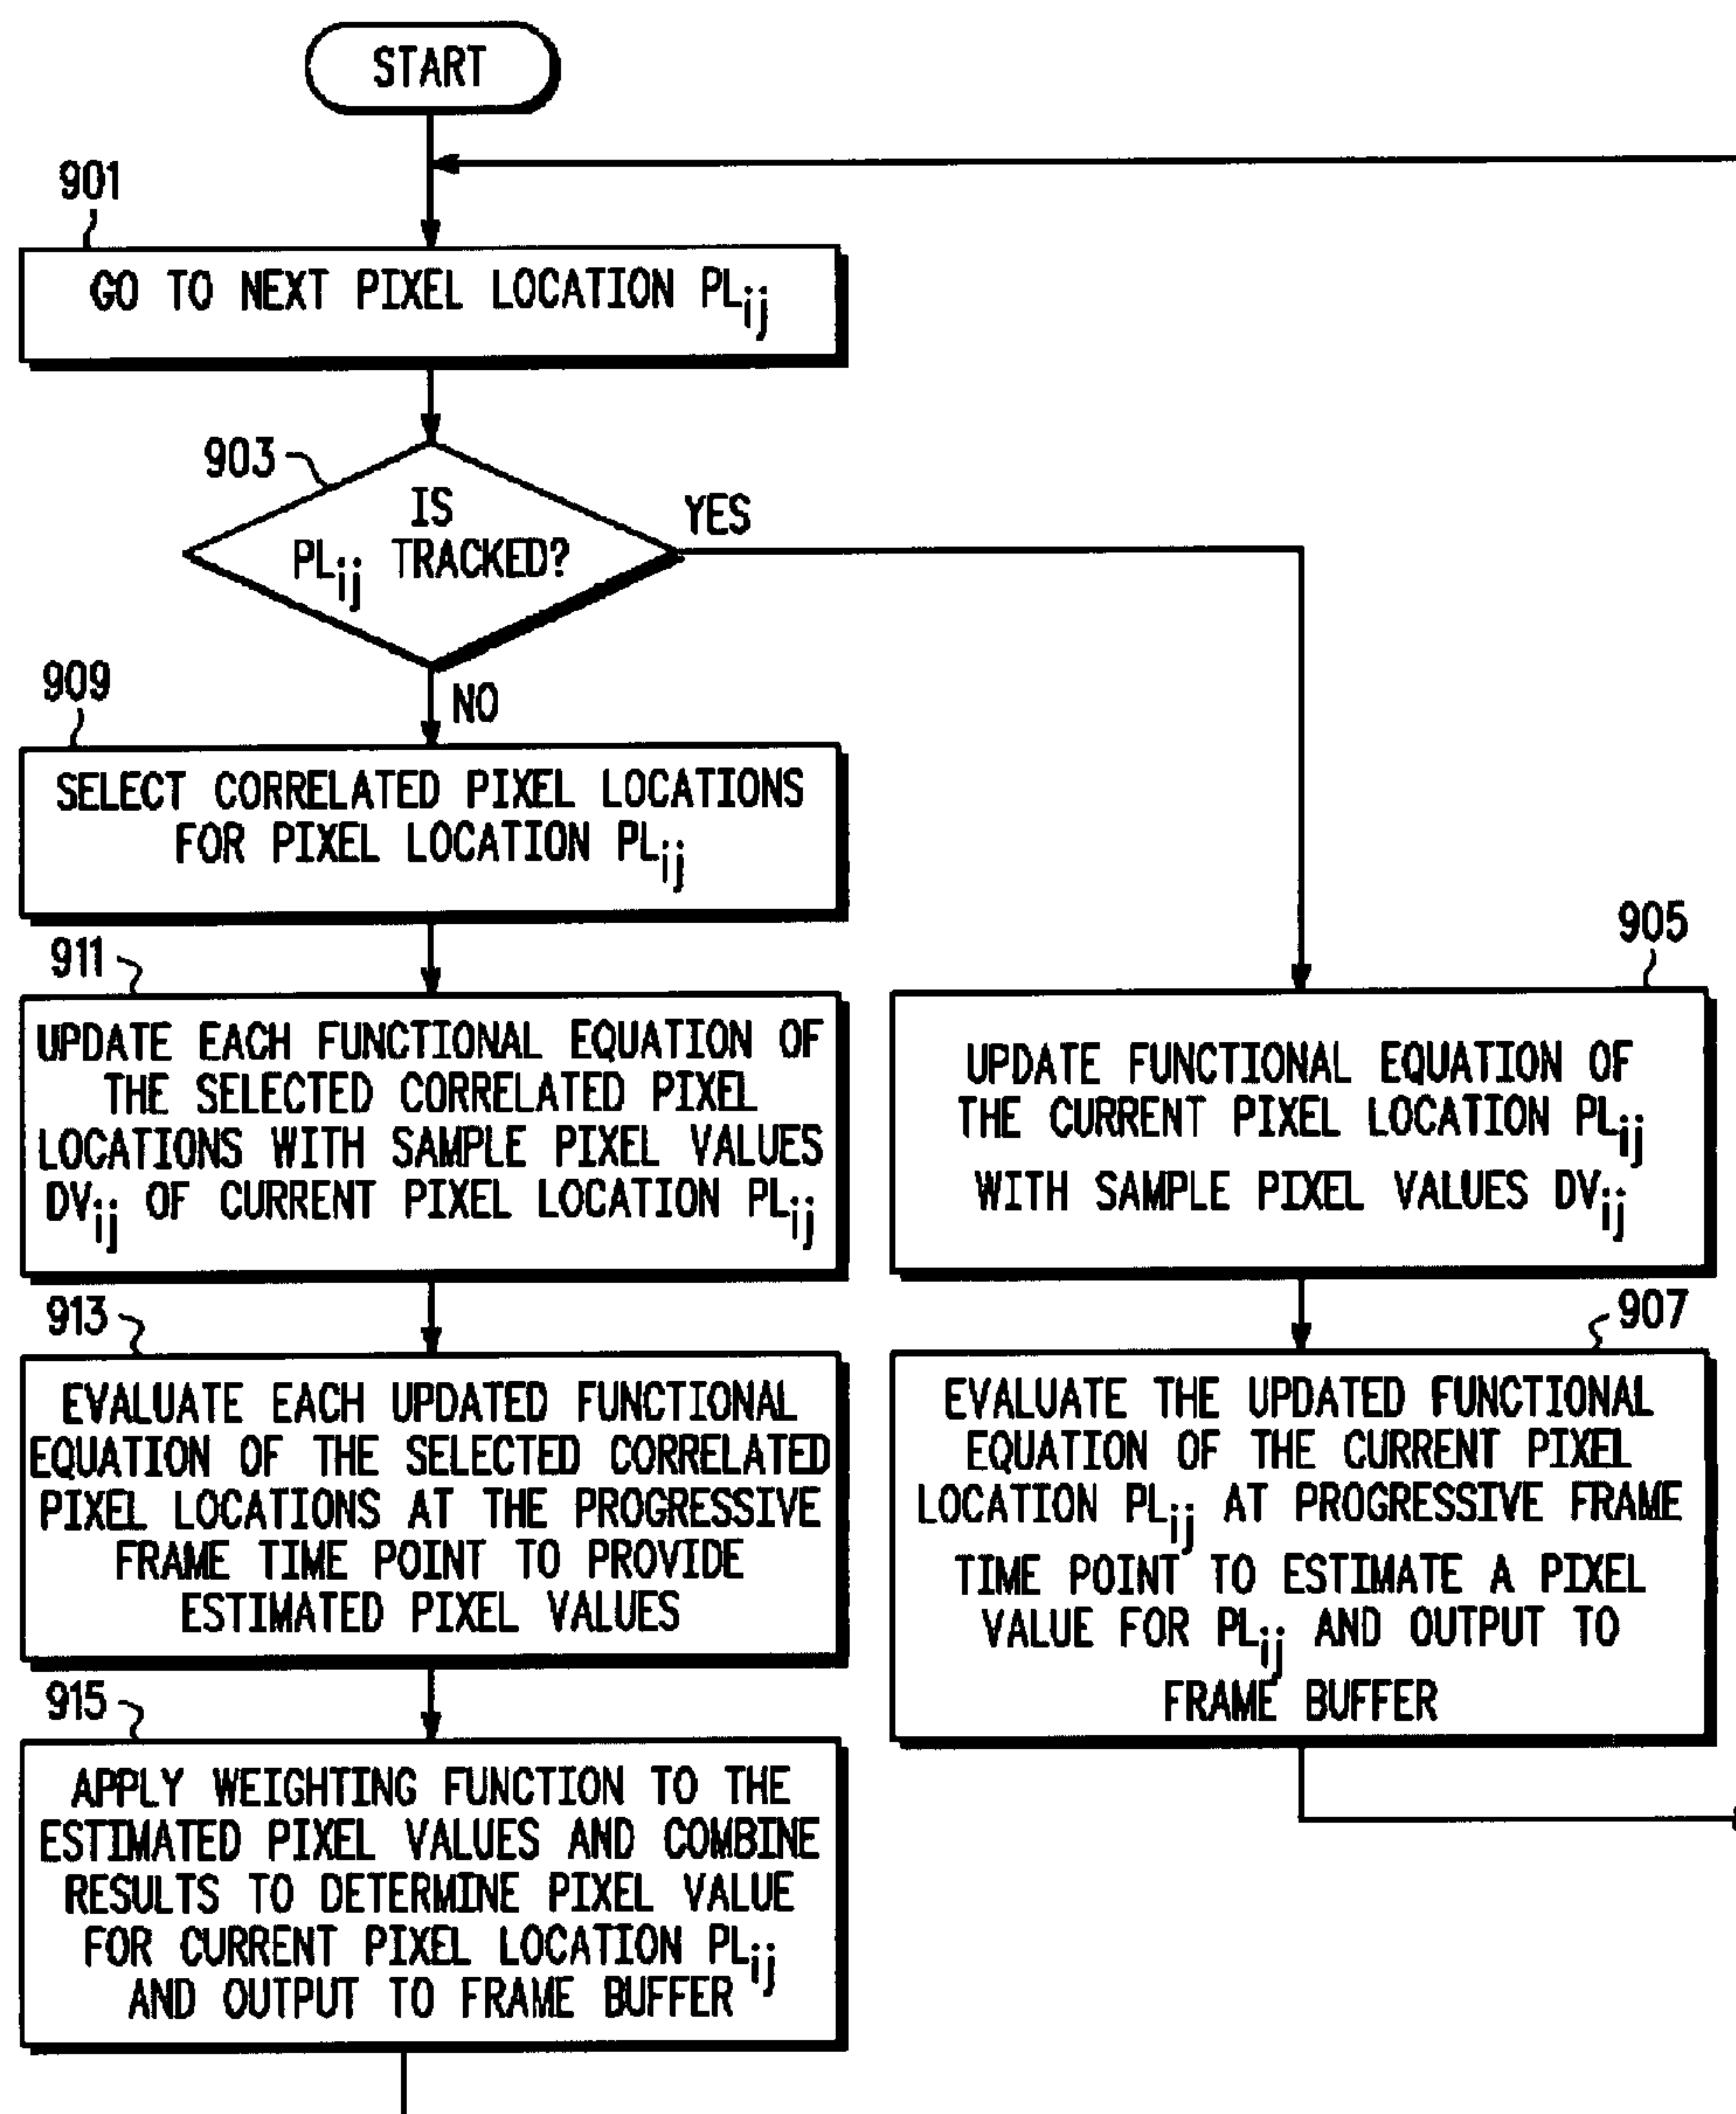 START
901
GO TO NEXT PIXEL LOCATION PLij
903
IS
PLij TRACKED?
YES
NO
909
SELECT CORRELATED PIXEL LOCATIONS
FOR PIXEL LOCATION PLij
911
UPDATE EACH FUNCTIONAL EQUATION OF
THE SELECTED CORRELATED PIXEL
LOCATIONS WITH SAMPLE PIXEL VALUES
DVij OF CURRENT PIXEL LOCATION PLij
905
UPDATE FUNCTIONAL EQUATION OF
THE CURRENT PIXEL LOCATION PLij
WITH SAMPLE PIXEL VALUES DVij
913
EVALUATE EACH UPDATED FUNCTIONAL
EQUATION OF THE SELECTED CORRELATED
PIXEL LOCATIONS AT THE PROGRESSIVE
FRAME TIME POINT TO PROVIDE
ESTIMATED PIXEL VALUES
907
EVALUATE THE UPDATED FUNCTIONAL
EQUATION OF THE CURRENT PIXEL
LOCATION PLij AT PROGRESSIVE FRAME
TIME POINT TO ESTIMATE A PIXEL
VALUE FOR PLij AND OUTPUT TO
FRAME BUFFER
915
APPLY WEIGHTING FUNCTION TO THE
ESTIMATED PIXEL VALUES AND COMBINE
RESULTS TO DETERMINE PIXEL VALUE
FOR CURRENT PIXEL LOCATION PLij
AND OUTPUT TO FRAME BUFFER